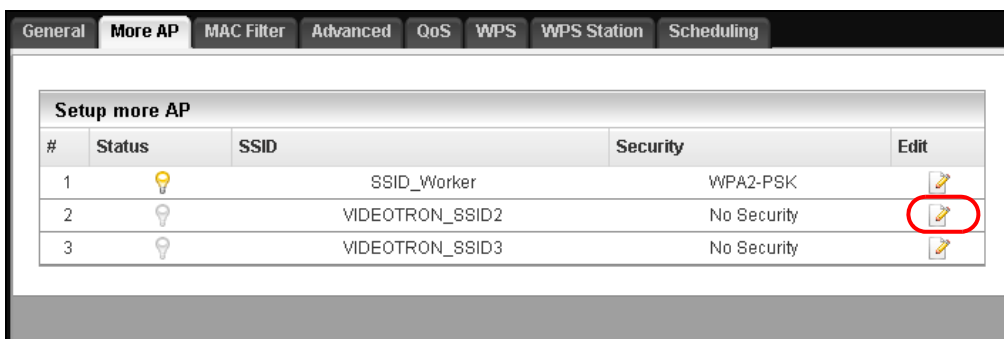 General More AP MAC Filter Advanced QoS WPS WPS Station Scheduling
Setup more AP
# Status SSID Security Edit
1 SSID_Worker WPA2-PSK
2 VIDEOTRON_SSID2 No Security
3 VIDEOTRON_SSID3 No Security